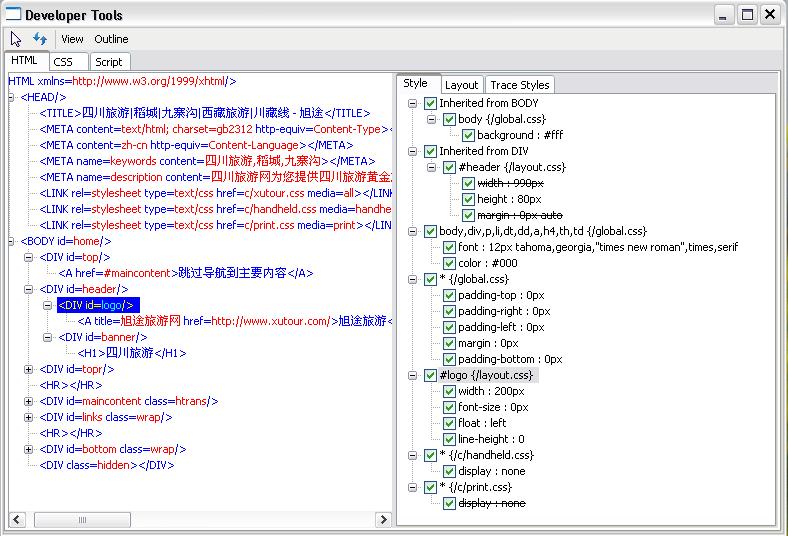 Developer Tools
View Outline
HTML CSS Script
HTML xmlns=http://www.w3.org/1999/xhtml/>
<HEAD/>
<TITLE>四川旅游|稻城|九寨沟|西藏旅游|川藏线 - 旭途</TITLE>
<META content=text/html; charset=gb2312 http-equiv=Content-Type>
<META content=zh-cn http-equiv=Content-Language></META>
<META name=keywords content=四川旅游,稻城,九寨沟></META>
<META name=description content=四川旅游网为您提供四川旅游黄金
<LINK rel=stylesheet type=text/css href=c/xutour.css media=all></LINK
<LINK rel=stylesheet type=text/css href=c/handheld.css media=handhe
<LINK rel=stylesheet type=text/css href=c/print.css media=print></LIN
<BODY id=home/>
<DIV id=top/>
<A href=#maincontent>跳过导航到主要内容</A>
<DIV id=header/>
<DIV id=logo/>
<A title=旭途旅游网 href=http://www.xutour.com/>旭途旅游<
<DIV id=banner/>
<H1>四川旅游</H1>
<DIV id=topr/>
<HR></HR>
<DIV id=maincontent class=htrans/>
<DIV id=links class=wrap/>
<HR></HR>
<DIV id=bottom class=wrap/>
<DIV class=hidden></DIV>
Style Layout Trace Styles
Inherited from BODY
body {/global.css}
background : #fff
Inherited from DIV
#header {/layout.css}
width : 990px
height : 80px
margin : 0px auto
body,div,p,li,dt,dd,a,h4,th,td {/global.css}
font : 12px tahoma,georgia,"times new roman",times,serif
color : #000
* {/global.css}
padding-top : 0px
padding-right : 0px
padding-left : 0px
margin : 0px
padding-bottom : 0px
#logo {/layout.css}
width : 200px
font-size : 0px
float : left
line-height : 0
* {/c/handheld.css}
display : none
* {/c/print.css}
display : none